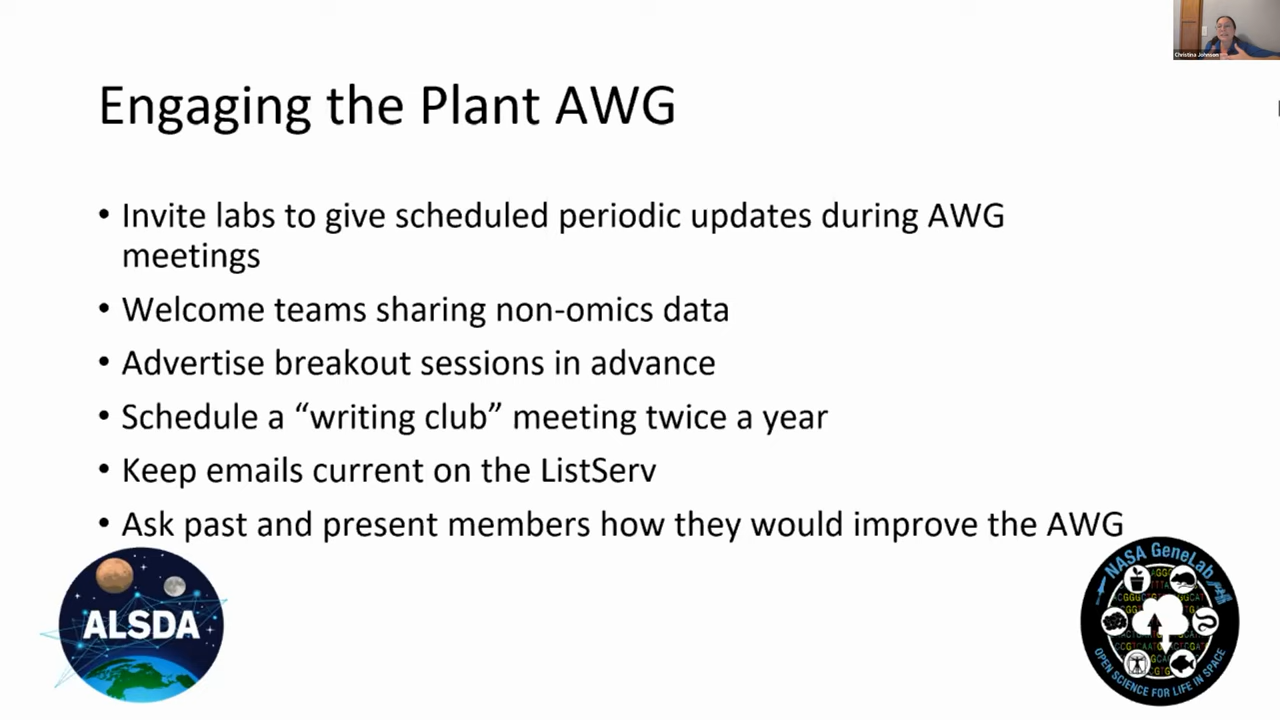 Christina Johnson
Engaging the Plant AWG
• Invite labs to give scheduled periodic updates during AWG
meetings
• Welcome teams sharing non-omics data
• Advertise breakout sessions in advance
• Schedule a “writing club” meeting twice a year
• Keep emails current on the ListServ
• Ask past and present members how they would improve the AWG
ALSDA
NASA GeneLab
OPEN SCIENCE FOR LIFE IN SPACE